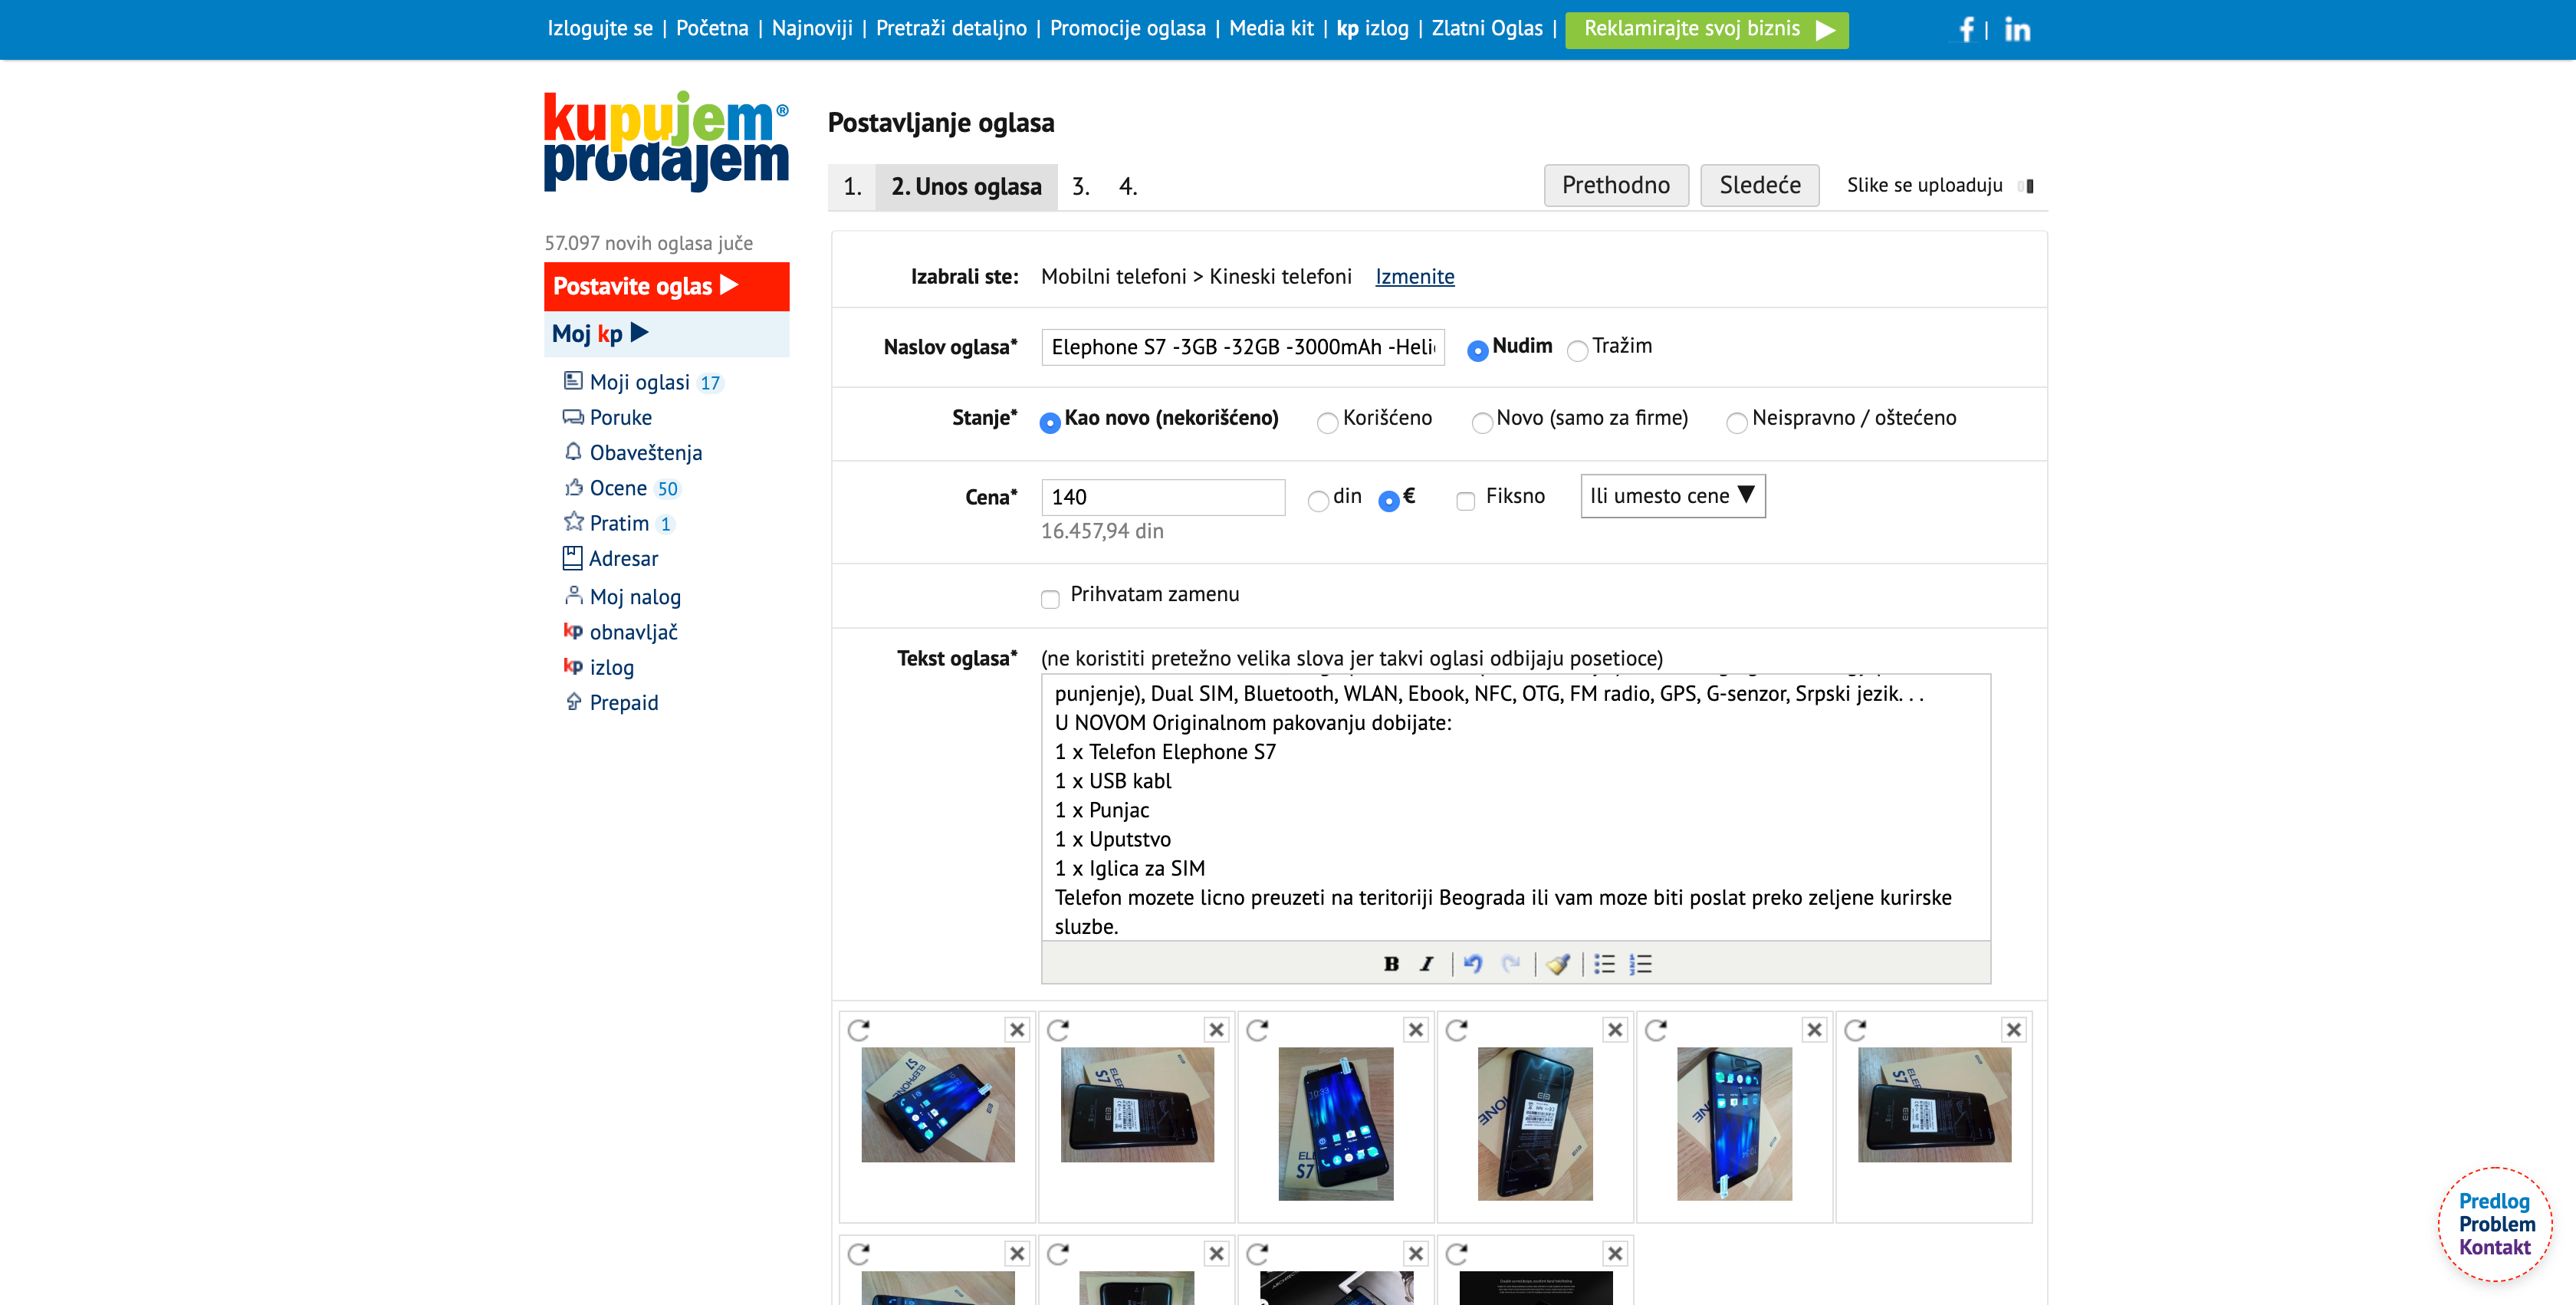 Izlogujte se | Početna | Najnoviji | Pretraži detaljno | Promocije oglasa | Media kit | kp izlog | Zlatni Oglas | Reklamirajte svoj biznis
kupujem®
prodajem
Postavljanje oglasa
1. 2. Unos oglasa 3. 4. Prethodno Sledeće Slike se uploaduju
57.097 novih oglasa juče
Postavite oglas
Moj kp
Moji oglasi 17
Poruke
Obaveštenja
Ocene 50
Pratim 1
Adresar
Moj nalog
kp obnavljač
kp izlog
Prepaid
Izabrali ste: Mobilni telefoni > Kineski telefoni Izmenite
Naslov oglasa* Elephone S7 -3GB -32GB -3000mAh -Heli Nudim Tražim
Stanje* Kao novo (nekorišćeno) Korišćeno Novo (samo za firme) Neispravno / oštećeno
Cena* 140 din € Fiksno Ili umesto cene
16.457,94 din
Prihvatam zamenu
Tekst oglasa* (ne koristiti pretežno velika slova jer takvi oglasi odbijaju posetioce)
punjenje), Dual SIM, Bluetooth, WLAN, Ebook, NFC, OTG, FM radio, GPS, G-senzor, Srpski jezik. . .
U NOVOM Originalnom pakovanju dobijate:
1 x Telefon Elephone S7
1 x USB kabl
1 x Punjac
1 x Uputstvo
1 x Iglica za SIM
Telefon mozete licno preuzeti na teritoriji Beograda ili vam moze biti poslat preko zeljene kurirske
sluzbe.
B I
Predlog
Problem
Kontakt